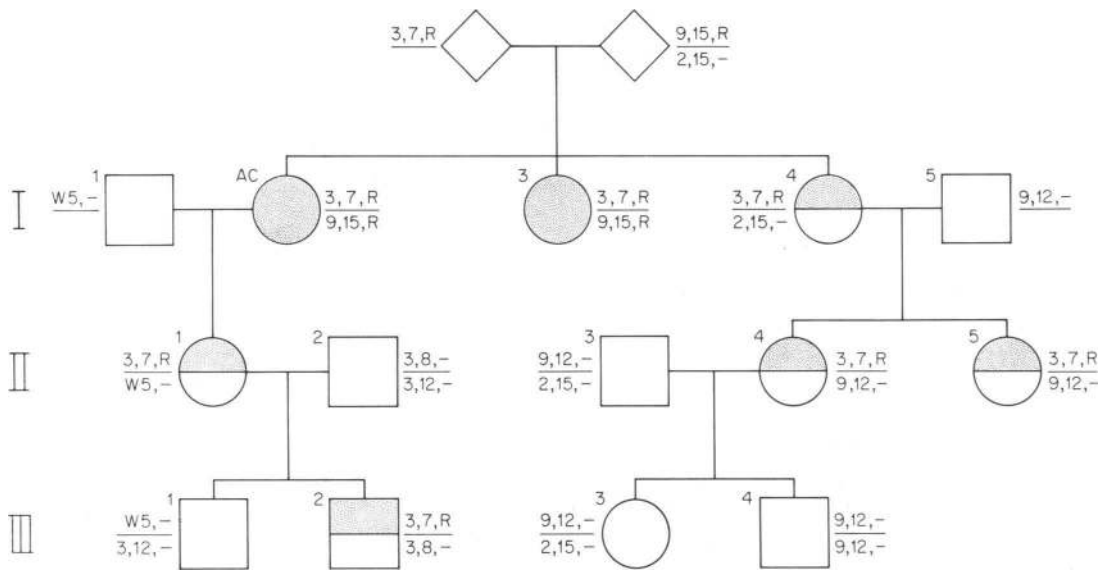 3,7,R
9,15,R
2,15,-
I
1
W5,-
AC
3,7,R
9,15,R
3
3,7,R
9,15,R
4
3,7,R
2,15,-
5
9,12,-
II
1
3,7,R
W5,-
2
3,8,-
3,12,-
3
9,12,-
2,15,-
4
3,7,R
9,12,-
5
3,7,R
9,12,-
III
1
W5,-
3,12,-
2
3,7,R
3,8,-
3
9,12,-
2,15,-
4
9,12,-
9,12,-